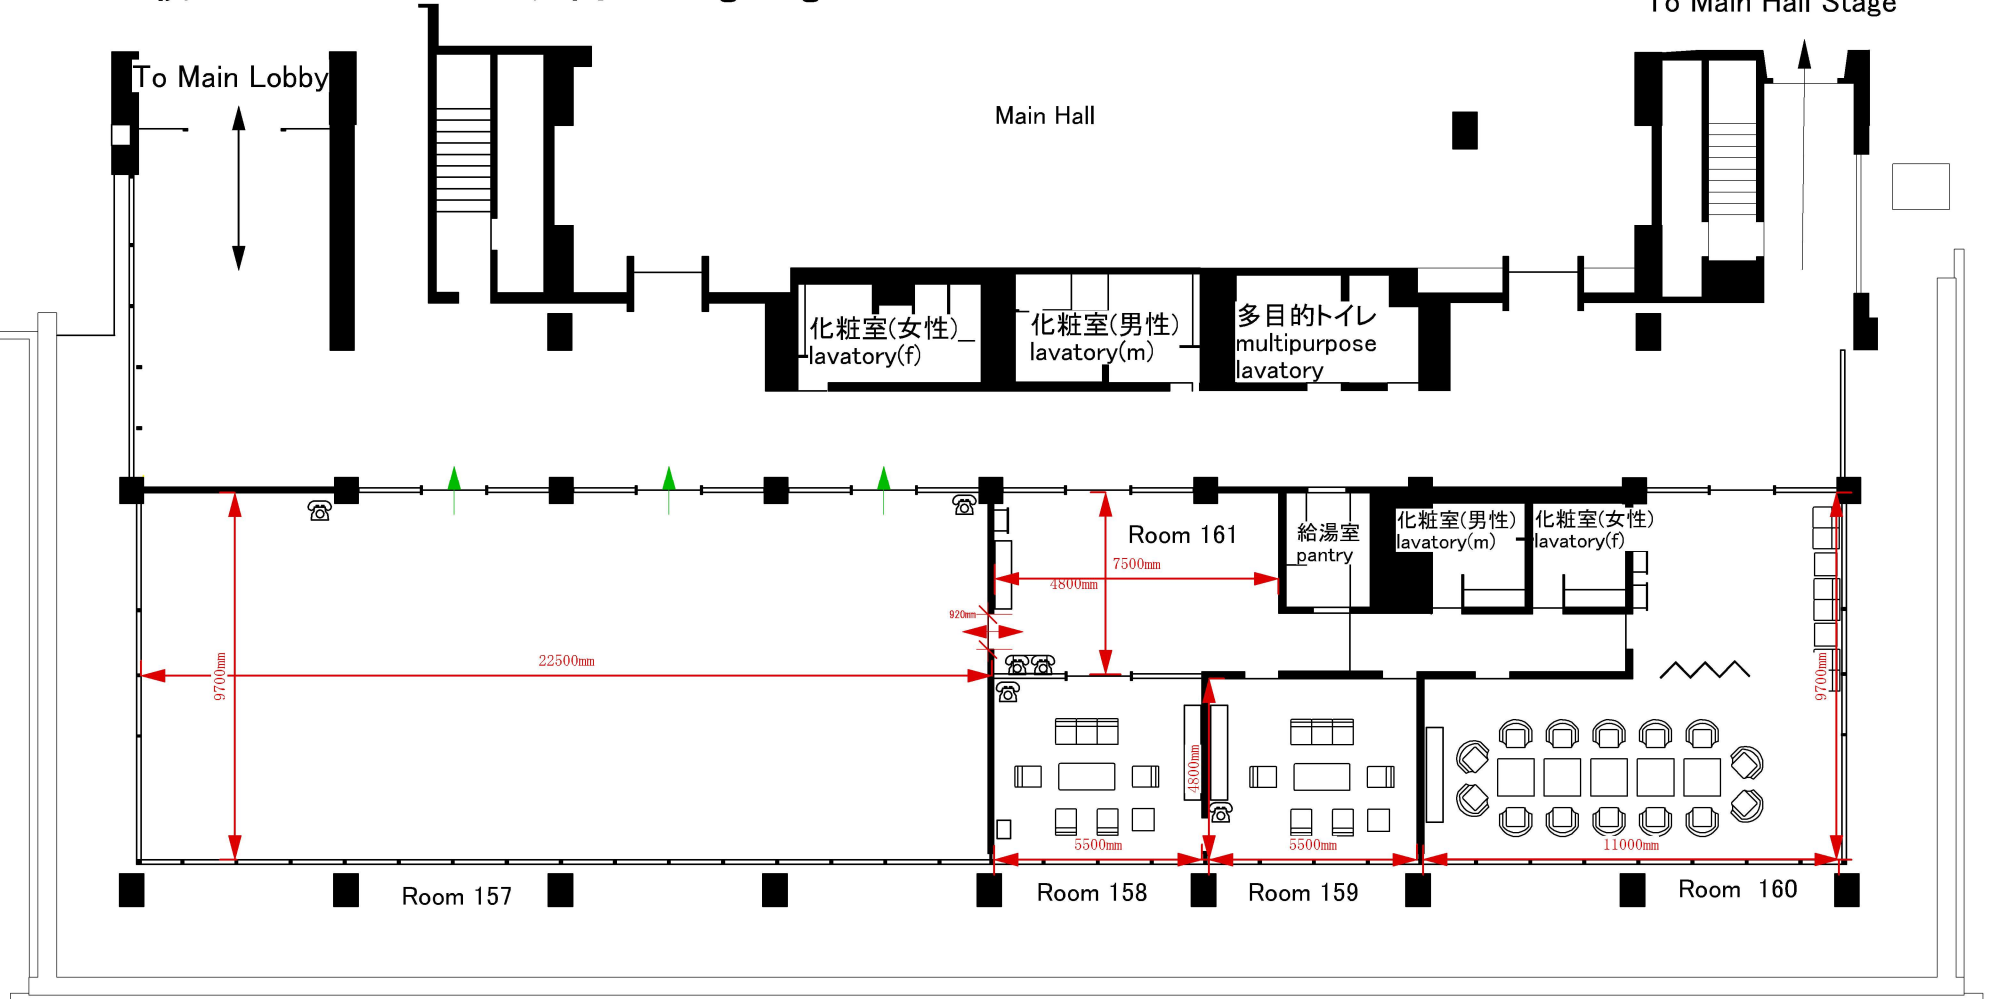 To Main Hall Stage
To Main Lobby
Main Hall
化粧室(女性)
lavatory(f)
化粧室(男性)
lavatory(m)
多目的トイレ
multipurpose
lavatory
Room 161
給湯室
pantry
化粧室(男性)
lavatory(m)
化粧室(女性)
lavatory(f)
7500mm
4800mm
920mm
22500mm
9700mm
9700mm
4800mm
5500mm
5500mm
11000mm
Room 157
Room 158
Room 159
Room 160